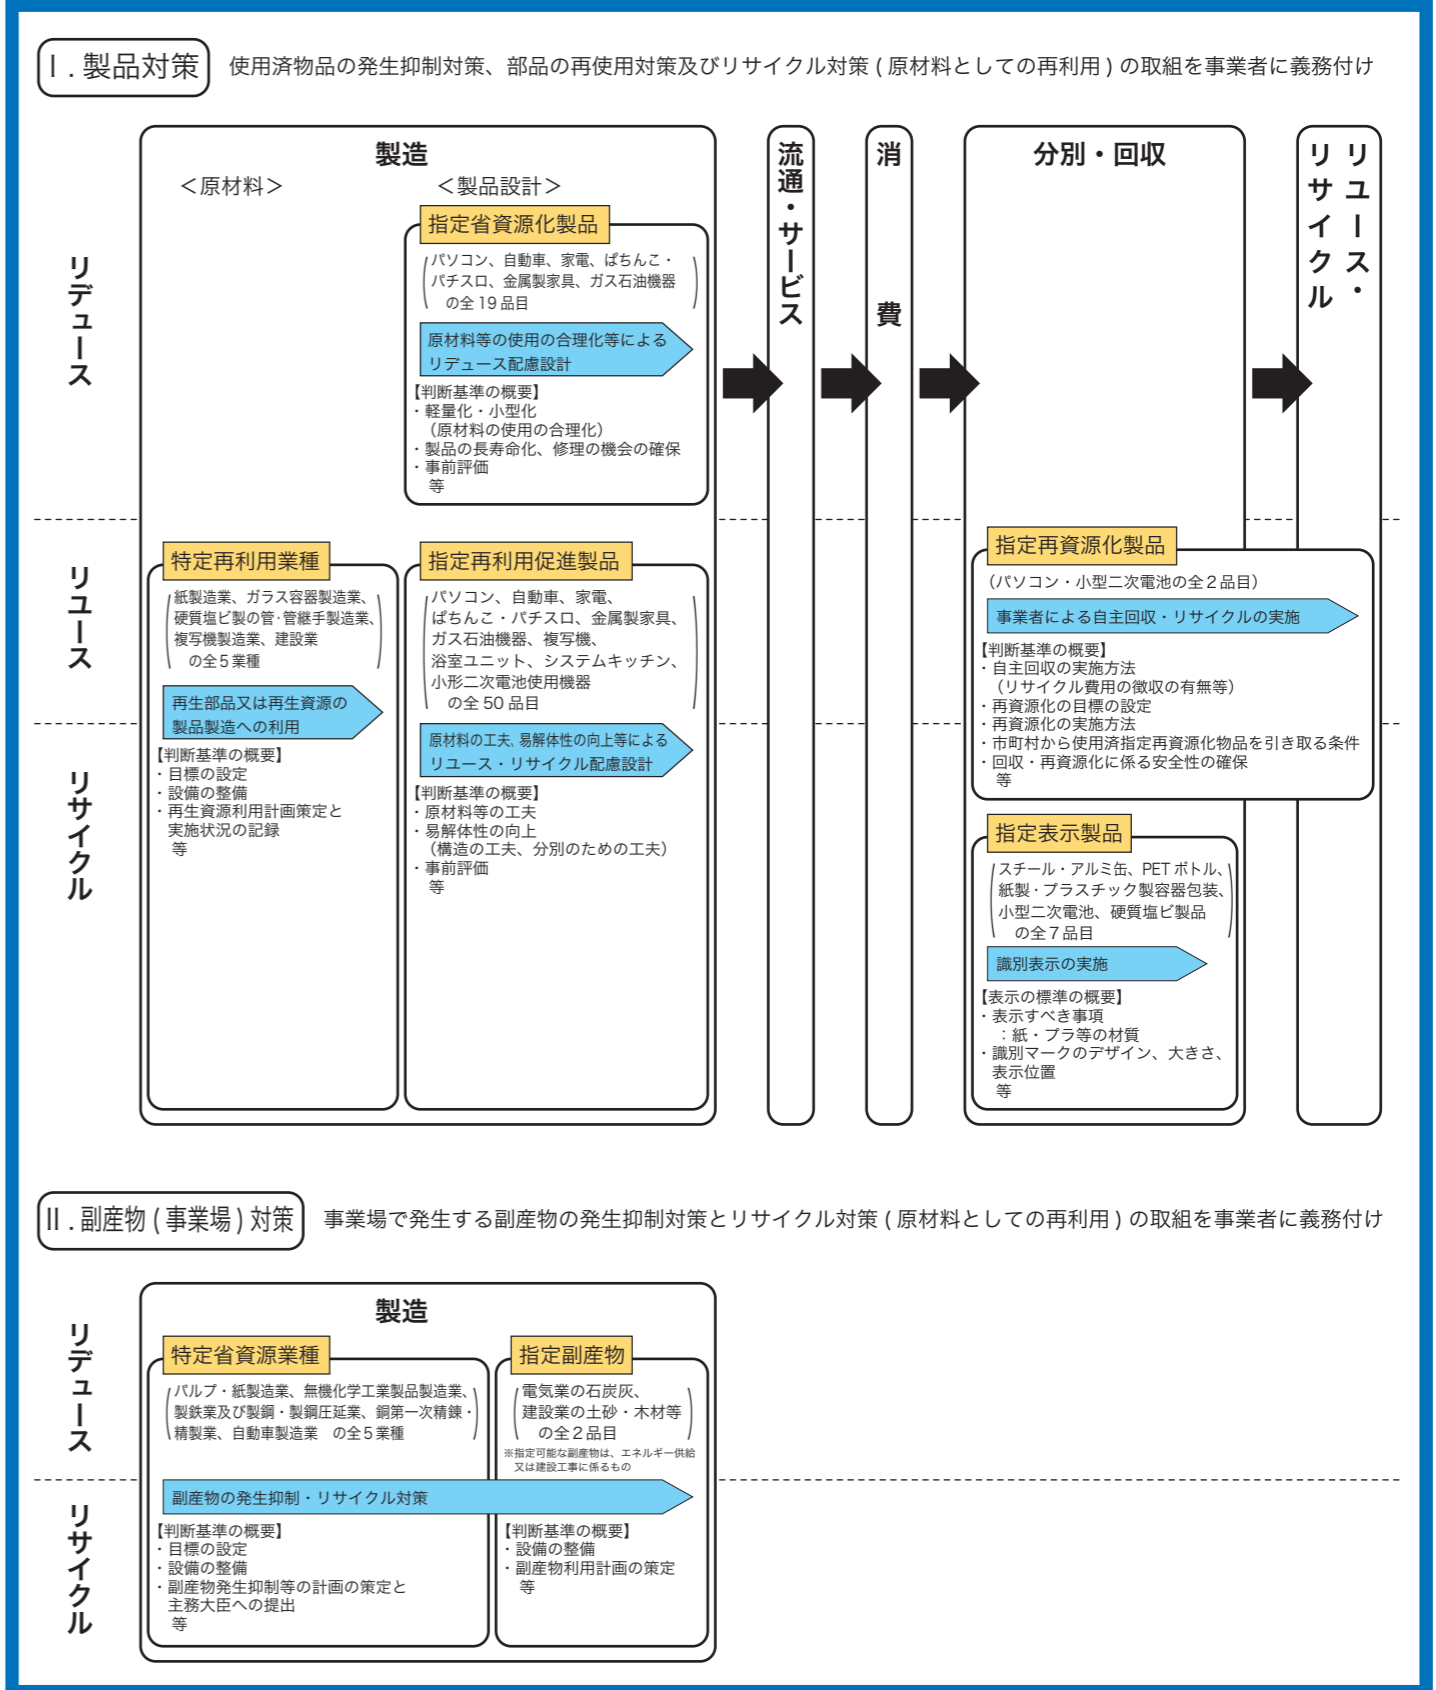 Ⅰ. 製品対策
使用済物品の発生抑制対策、部品の再使用対策及びリサイクル対策 ( 原材料としての再利用 ) の取組を事業者に義務付け
製造
＜原材料＞
＜製品設計＞
流通・サービス
消費
分別・回収
リユース・
リサイクル
リデュース
指定省資源化製品
パソコン、自動車、家電、ぱちんこ・
パチスロ、金属製家具、ガス石油機器
の全 19 品目
原材料等の使用の合理化等による
リデュース配慮設計
【判断基準の概要】
・軽量化・小型化
（原材料の使用の合理化）
・製品の長寿命化、修理の機会の確保
・事前評価
等
リユース
リサイクル
特定再利用業種
紙製造業、ガラス容器製造業、
硬質塩ビ製の管・管継手製造業、
複写機製造業、建設業
の全５業種
再生部品又は再生資源の
製品製造への利用
【判断基準の概要】
・目標の設定
・設備の整備
・再生資源利用計画策定と
実施状況の記録
等
指定再利用促進製品
パソコン、自動車、家電、
ぱちんこ・パチスロ、金属製家具、
ガス石油機器、複写機、
浴室ユニット、システムキッチン、
小形二次電池使用機器
の全 50 品目
原材料の工夫、易解体性の向上等による
リユース・リサイクル配慮設計
【判断基準の概要】
・原材料等の工夫
・易解体性の向上
（構造の工夫、分別のための工夫）
・事前評価
等
指定再資源化製品
（パソコン・小型二次電池の全２品目）
事業者による自主回収・リサイクルの実施
【判断基準の概要】
・自主回収の実施方法
（リサイクル費用の徴収の有無等）
・再資源化の目標の設定
・再資源化の実施方法
・市町村から使用済指定再資源化物品を引き取る条件
・回収・再資源化に係る安全性の確保
等
指定表示製品
スチール・アルミ缶、PET ボトル、
紙製・プラスチック製容器包装、
小型二次電池、硬質塩ビ製品
の全７品目
識別表示の実施
【表示の標準の概要】
・表示すべき事項
：紙・プラ等の材質
・識別マークのデザイン、大きさ、
表示位置
等
Ⅱ. 副産物 ( 事業場 ) 対策
事業場で発生する副産物の発生抑制対策とリサイクル対策 ( 原材料としての再利用 ) の取組を事業者に義務付け
製造
リデュース
リサイクル
特定省資源業種
パルプ・紙製造業、無機化学工業製品製造業、
製鉄業及び製鋼・製鋼圧延業、銅第一次精錬・
精製業、自動車製造業　の全５業種
指定副産物
電気業の石炭灰、
建設業の土砂・木材等
の全２品目
※指定可能な副産物は、エネルギー供給
又は建設工事に係るもの
副産物の発生抑制・リサイクル対策
【判断基準の概要】
・目標の設定
・設備の整備
・副産物発生抑制等の計画の策定と
主務大臣への提出
等
【判断基準の概要】
・設備の整備
・副産物利用計画の策定
等